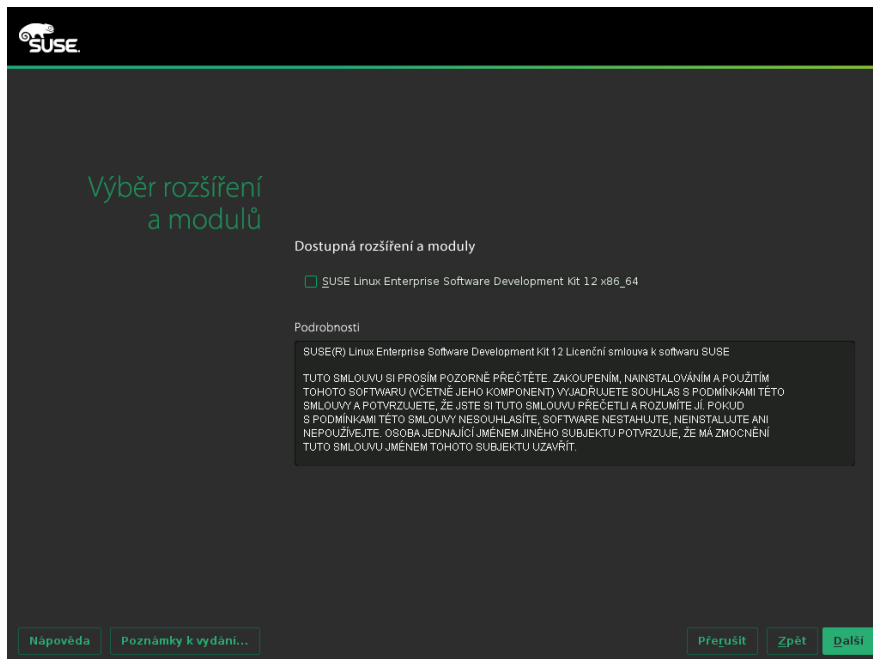 SUSE.
Výběr rozšíření
a modulů
Dostupná rozšíření a moduly
SUSE Linux Enterprise Software Development Kit 12 x86_64
Podrobnosti
SUSE(R) Linux Enterprise Software Development Kit 12 Licenční smlouva k softwaru SUSE
TUTO SMLOUVU SI PROSÍM POZORNĚ PŘEČTĚTE. ZAKOUPENÍM, NAINSTALOVÁNÍM A POUŽITÍM
TOHOTO SOFTWARU (VČETNĚ JEHO KOMPONENT) VYJADŘUJETE SOUHLAS S PODMÍNKAMI TÉTO
SMLOUVY A POTVRZUJETE, ŽE JSTE SI TUTO SMLOUVU PŘEČETLI A ROZUMÍTE JÍ. POKUD
S PODMÍNKAMI TÉTO SMLOUVY NESOUHLASÍTE, SOFTWARE NESTAHUJTE, NEINSTALUJTE ANI
NEPOUŽÍVEJTE. OSOBA JEDNAJÍCÍ JMÉNEM JINÉHO SUBJEKTU POTVRZUJE, ŽE MÁ ZMOCNĚNÍ
TUTO SMLOUVU JMÉNEM TOHOTO SUBJEKTU UZAVŘÍT.
Nápověda Poznámky k vydání... Přerušit Zpět Další